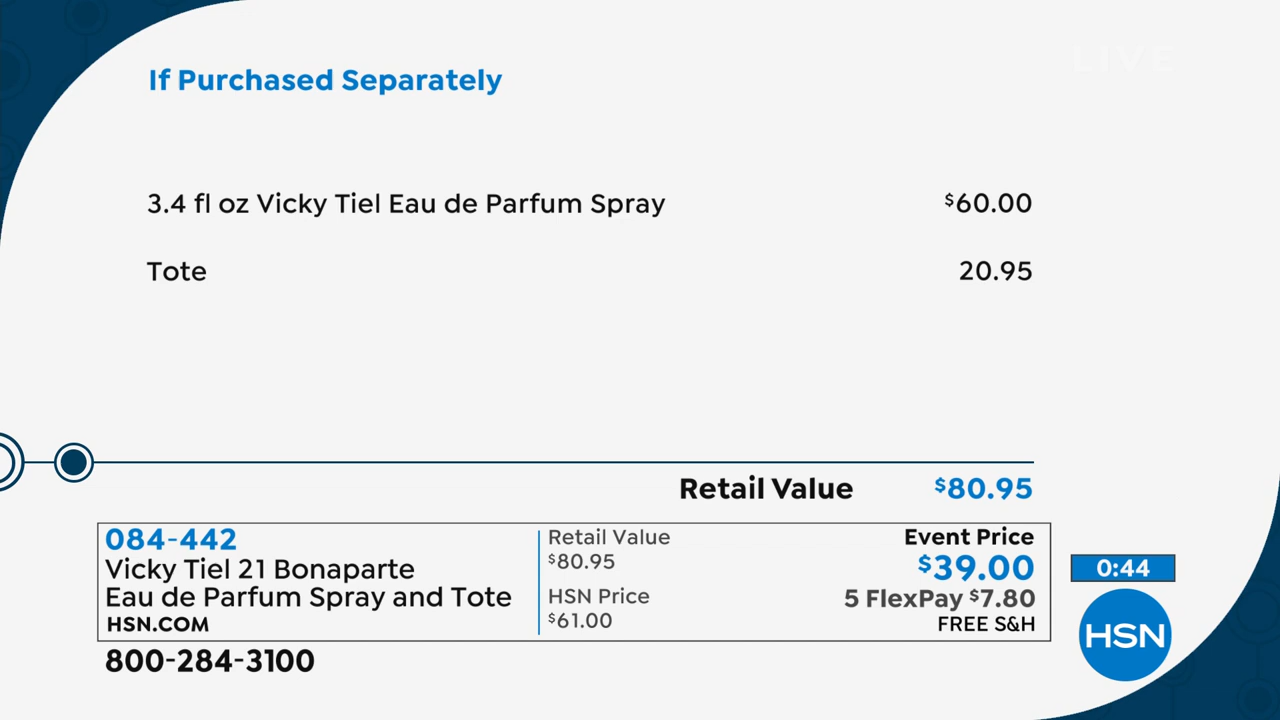 LIVE
If Purchased Separately
3.4 fl oz Vicky Tiel Eau de Parfum Spray $60.00
Tote 20.95
Retail Value $80.95
084-442
Vicky Tiel 21 Bonaparte
Eau de Parfum Spray and Tote
HSN.COM
Retail Value
$80.95
HSN Price
$61.00
Event Price
$39.00
5 FlexPay $7.80
FREE S&H
0:44
HSN
800-284-3100